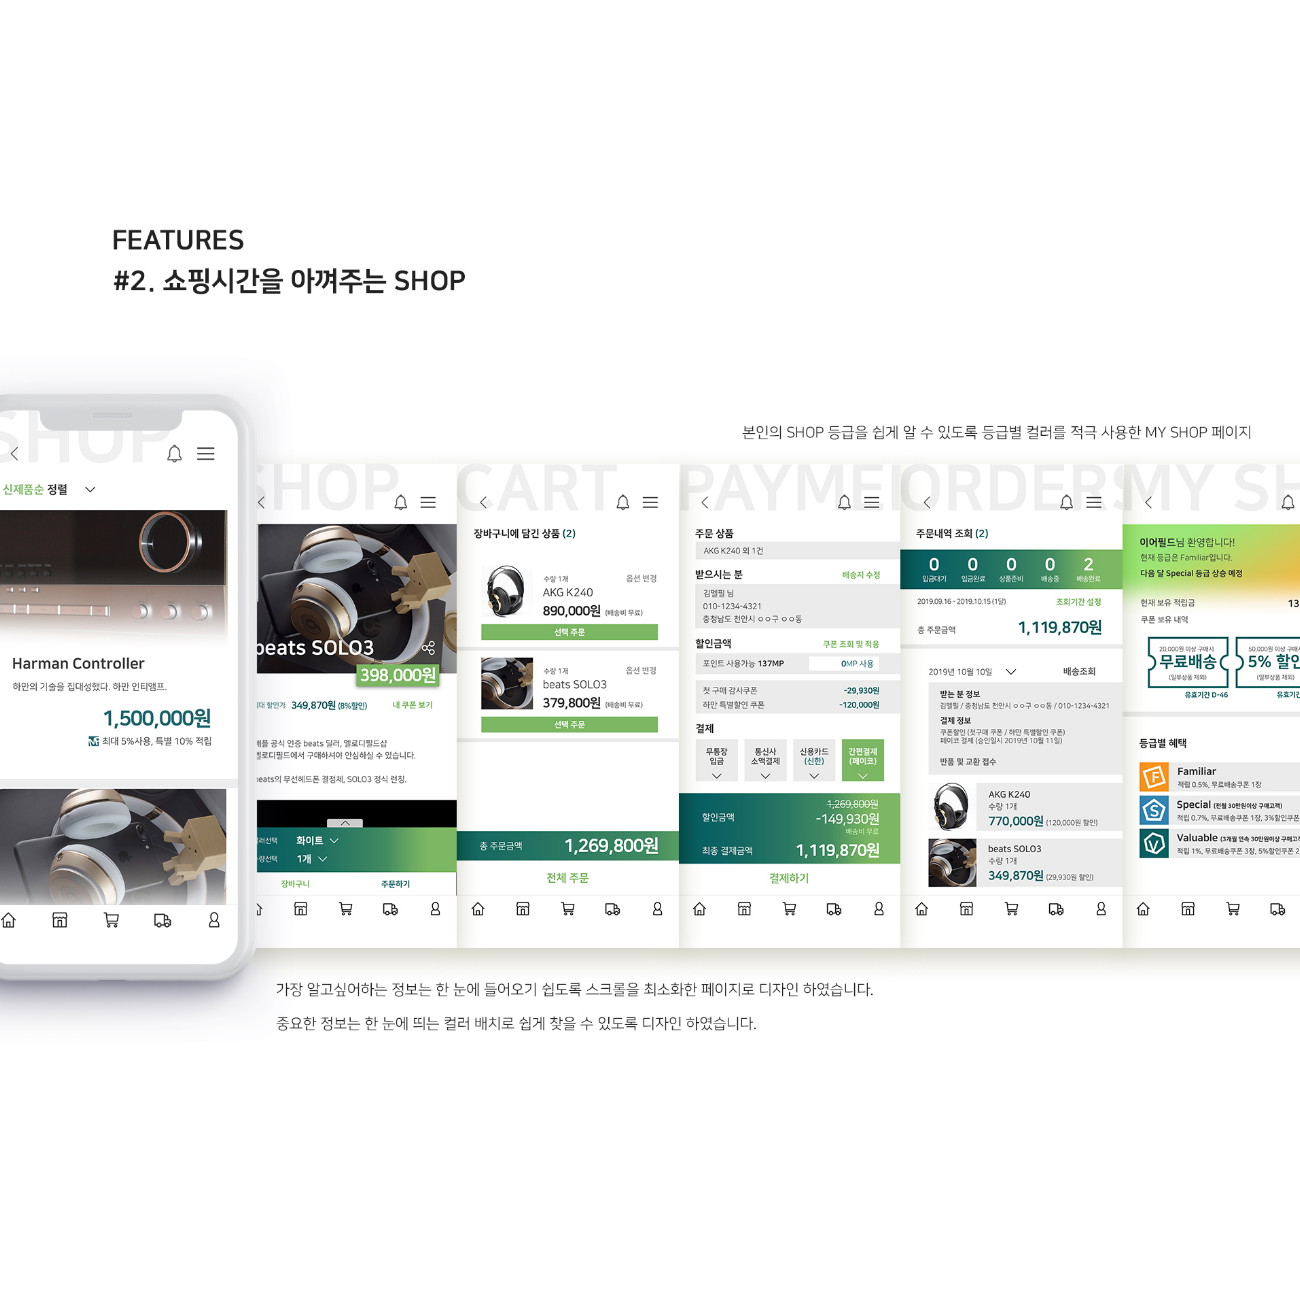 FEATURES
#2. 쇼핑시간을 아껴주는 SHOP
본인의 SHOP 등급을 쉽게 알 수 있도록 등급별 컬러를 적극 사용한 MY SHOP 페이지
SHOP
신제품순 정렬
Harman Controller
하만의 기술을 집대성했다. 하만 인티앰프.
1,500,000원
최대 5%사용, 특별 10% 적립
SHOP
beats SOLO3
398,000원
최대 할인가 349,870원 (8%할인)
내 쿠폰 보기
애플 공식 인증 beats 딜러, 멜로디필드샵
멜로디필드에서 구매하셔야 안심하실 수 있습니다.
beats의 무선헤드폰 결정체, SOLO3 정식 런칭.
컬러선택 화이트
수량선택 1개
장바구니 주문하기
CART
장바구니에 담긴 상품 (2)
수량 1개 옵션 변경
AKG K240
890,000원 (배송비 무료)
선택 주문
수량 1개 옵션 변경
beats SOLO3
379,800원 (배송비 무료)
선택 주문
총 주문금액 1,269,800원
전체 주문
PAYMEI
주문 상품
AKG K240 외 1건
받으시는 분 배송지 수정
김멜필 님
010-1234-4321
충청남도 천안시 ㅇㅇ구 ㅇㅇ동
할인금액 쿠폰 조회 및 적용
포인트 사용가능 137MP 0MP 사용
첫 구매 감사쿠폰 -29,930원
하만 특별할인 쿠폰 -120,000원
결제
무통장 입금
통신사 소액결제
신용카드 (신한)
간편결제 (페이코)
1,269,800원
할인금액 -149,930원
배송비 무료
최종 결제금액 1,119,870원
결제하기
ORDERS
주문내역 조회 (2)
0 0 0 0 2
입금대기 입금완료 상품준비 배송중 배송완료
2019.09.16 - 2019.10.15 (1달) 조회기간 설정
총 주문금액 1,119,870원
2019년 10월 10일 배송조회
받는 분 정보
김멜필 / 충청남도 천안시 ㅇㅇ구 ㅇㅇ동 / 010-1234-4321
결제 정보
쿠폰할인 (첫구매 쿠폰 / 하만 특별할인 쿠폰)
페이코 결제 (승인일시 2019년 10월 11일)
반품 및 교환 접수
AKG K240
수량 1개
770,000원 (120,000원 할인)
beats SOLO3
수량 1개
349,870원 (29,930원 할인)
MY SH
이어필드님 환영합니다!
현재 등급은 Familiar입니다.
다음 달 Special 등급 상승 예정
현재 보유 적립금 13
쿠폰 보유 내역
20,000원 이상 구매시
무료배송
(일부상품 제외)
유효기간 D-46
50,000원 이상 구매
5% 할인
(일부상품 제외)
유효기간
등급별 혜택
Familiar
적립 0.5%, 무료배송쿠폰 1장
Special (전월 30만원이상 구매고객)
적립 0.7%, 무료배송쿠폰 1장, 3%할인쿠폰
Valuable (3개월 연속 30만원이상 구매고객
적립 1%, 무료배송쿠폰 3장, 5%할인쿠폰 2
가장 알고싶어하는 정보는 한 눈에 들어오기 쉽도록 스크롤을 최소화한 페이지로 디자인 하였습니다.
중요한 정보는 한 눈에 띄는 컬러 배치로 쉽게 찾을 수 있도록 디자인 하였습니다.